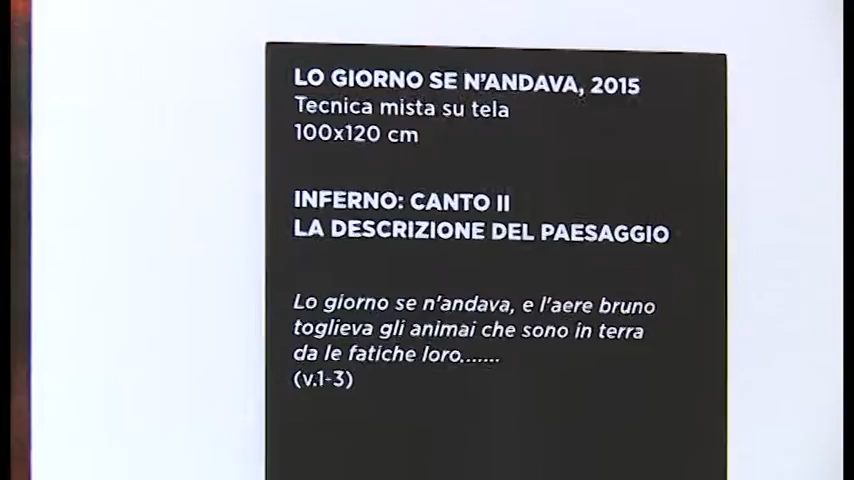 LO GIORNO SE N'ANDAVA, 2015
Tecnica mista su tela
100x120 cm
INFERNO: CANTO II
LA DESCRIZIONE DEL PAESAGGIO
Lo giorno se n'andava, e l'aere bruno
toglieva gli animai che sono in terra
da le fatiche loro.......
(v.1-3)